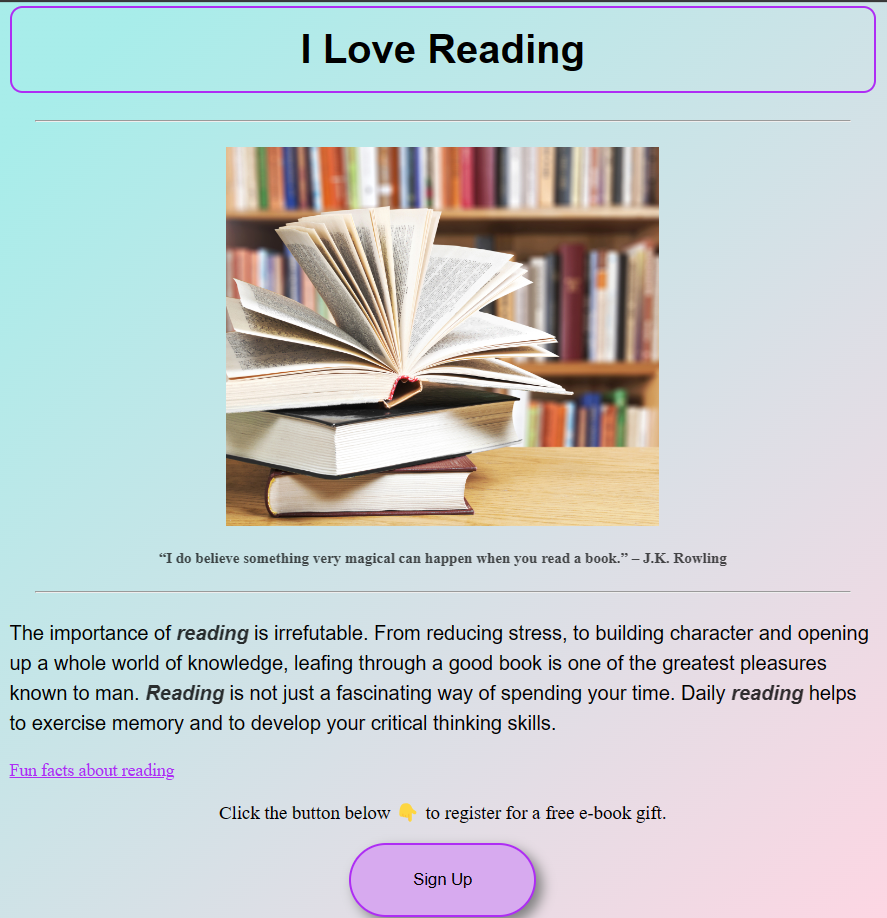 I Love Reading
“I do believe something very magical can happen when you read a book.” – J.K. Rowling
The importance of reading is irrefutable. From reducing stress, to building character and opening
up a whole world of knowledge, leafing through a good book is one of the greatest pleasures
known to man. Reading is not just a fascinating way of spending your time. Daily reading helps
to exercise memory and to develop your critical thinking skills.
Fun facts about reading
Click the button below 👇 to register for a free e-book gift.
Sign Up